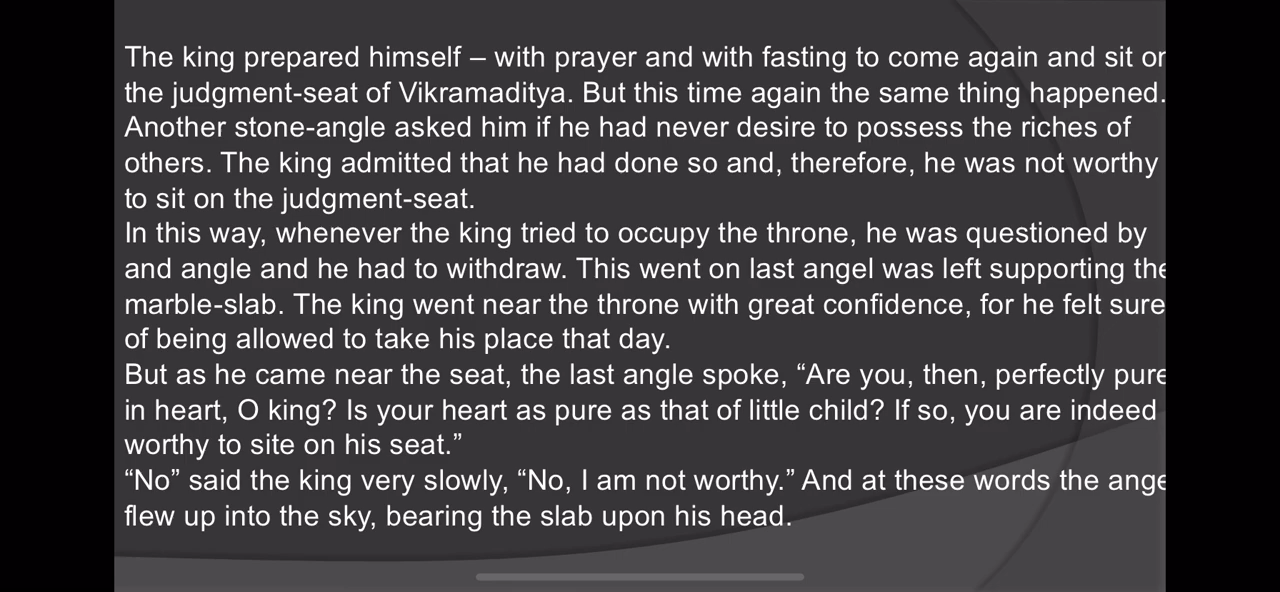 The king prepared himself – with prayer and with fasting to come again and sit on
the judgment-seat of Vikramaditya. But this time again the same thing happened.
Another stone-angle asked him if he had never desire to possess the riches of
others. The king admitted that he had done so and, therefore, he was not worthy
to sit on the judgment-seat.
In this way, whenever the king tried to occupy the throne, he was questioned by
and angle and he had to withdraw. This went on last angel was left supporting the
marble-slab. The king went near the throne with great confidence, for he felt sure
of being allowed to take his place that day.
But as he came near the seat, the last angle spoke, “Are you, then, perfectly pure
in heart, O king? Is your heart as pure as that of little child? If so, you are indeed
worthy to site on his seat.”
“No” said the king very slowly, “No, I am not worthy.” And at these words the ange
flew up into the sky, bearing the slab upon his head.